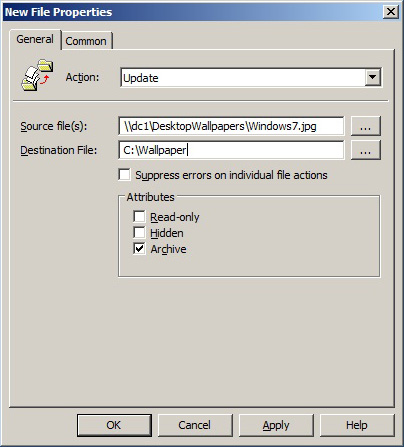 New File Properties
General Common
Action: Update
Source file(s): \\dc1\DesktopWallpapers\Windows7.jpg ...
Destination File: C:\Wallpaper ...
Suppress errors on individual file actions
Attributes
Read-only
Hidden
Archive
OK Cancel Apply Help